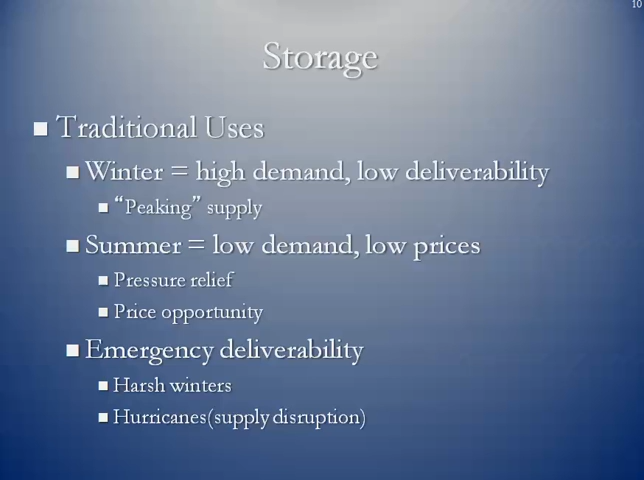 10
Storage
Traditional Uses
Winter = high demand, low deliverability
“Peaking” supply
Summer = low demand, low prices
Pressure relief
Price opportunity
Emergency deliverability
Harsh winters
Hurricanes(supply disruption)